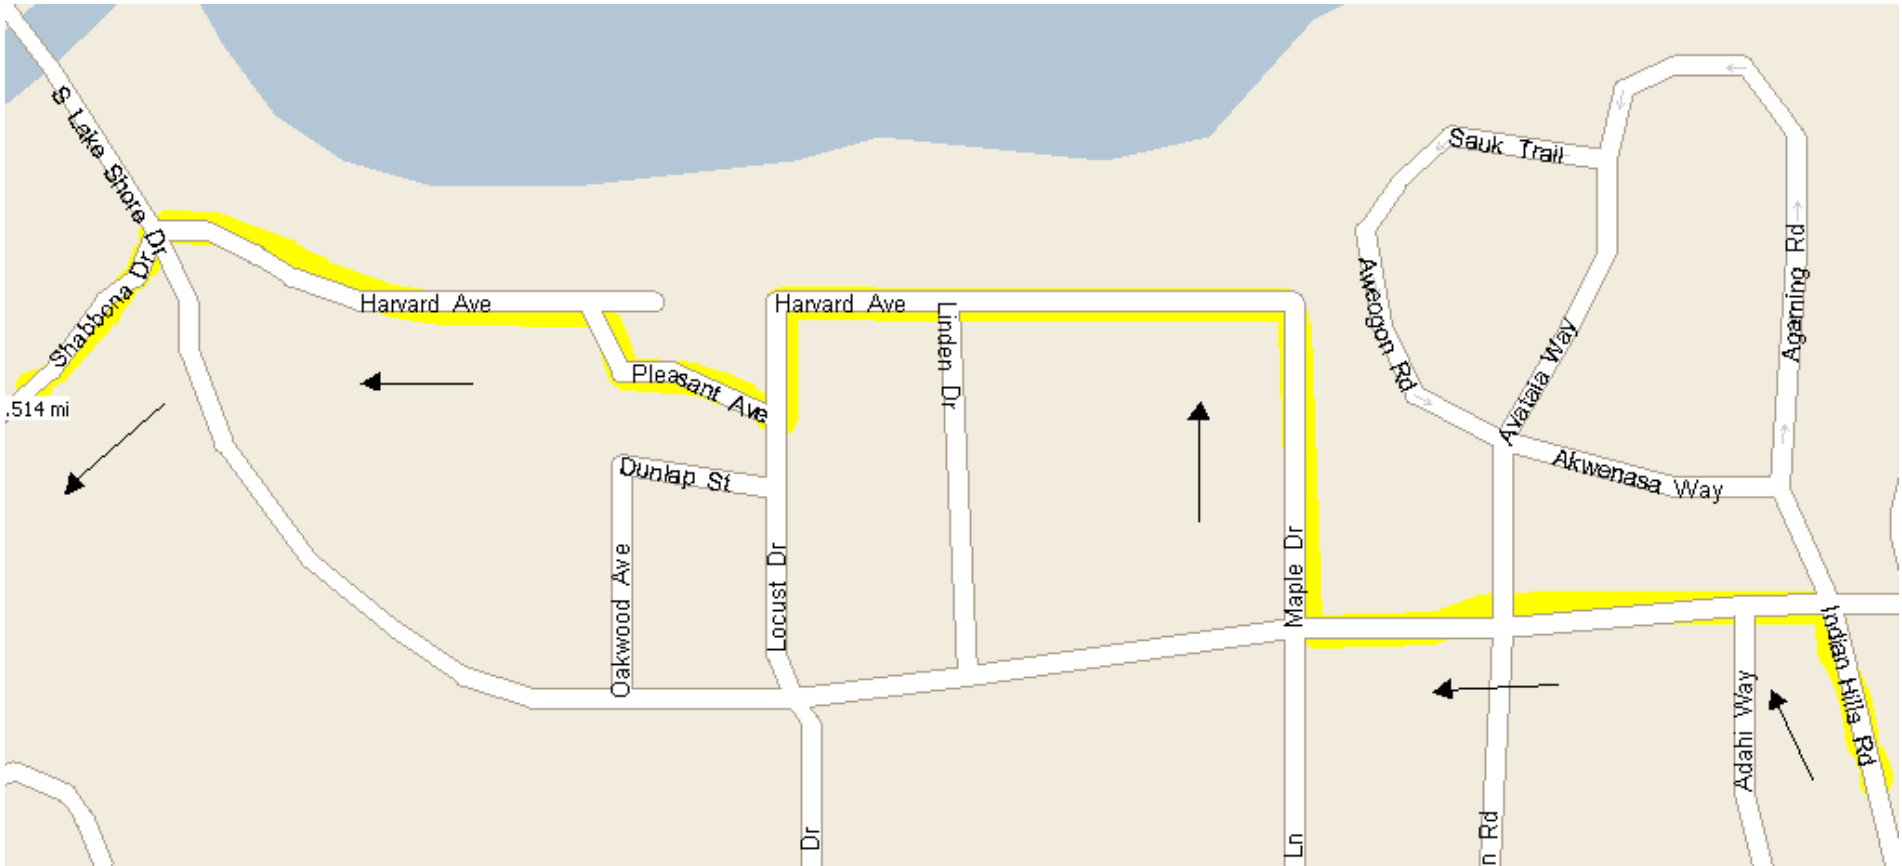 S Lake Shore Dr
Sauk Trail
Agaming Rd
Shabbona Dr
Harvard Ave
Harvard Ave
Linden Dr
Aweogon Rd
Avatala Way
.514 mi
Pleasant Ave
Dunlap St
Akwenasa Way
Oakwood Ave
Locust Dr
Maple Dr
Indian Hills Rd
Adahi Way
Dr
Ln
n Rd